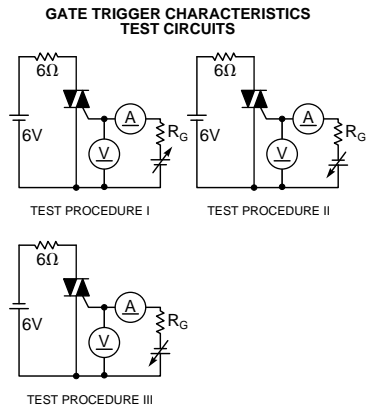 GATE TRIGGER CHARACTERISTICS
TEST CIRCUITS
6Ω
6V
A
V
RG
TEST PROCEDURE I
6Ω
6V
A
V
RG
TEST PROCEDURE II
6Ω
6V
A
V
RG
TEST PROCEDURE III